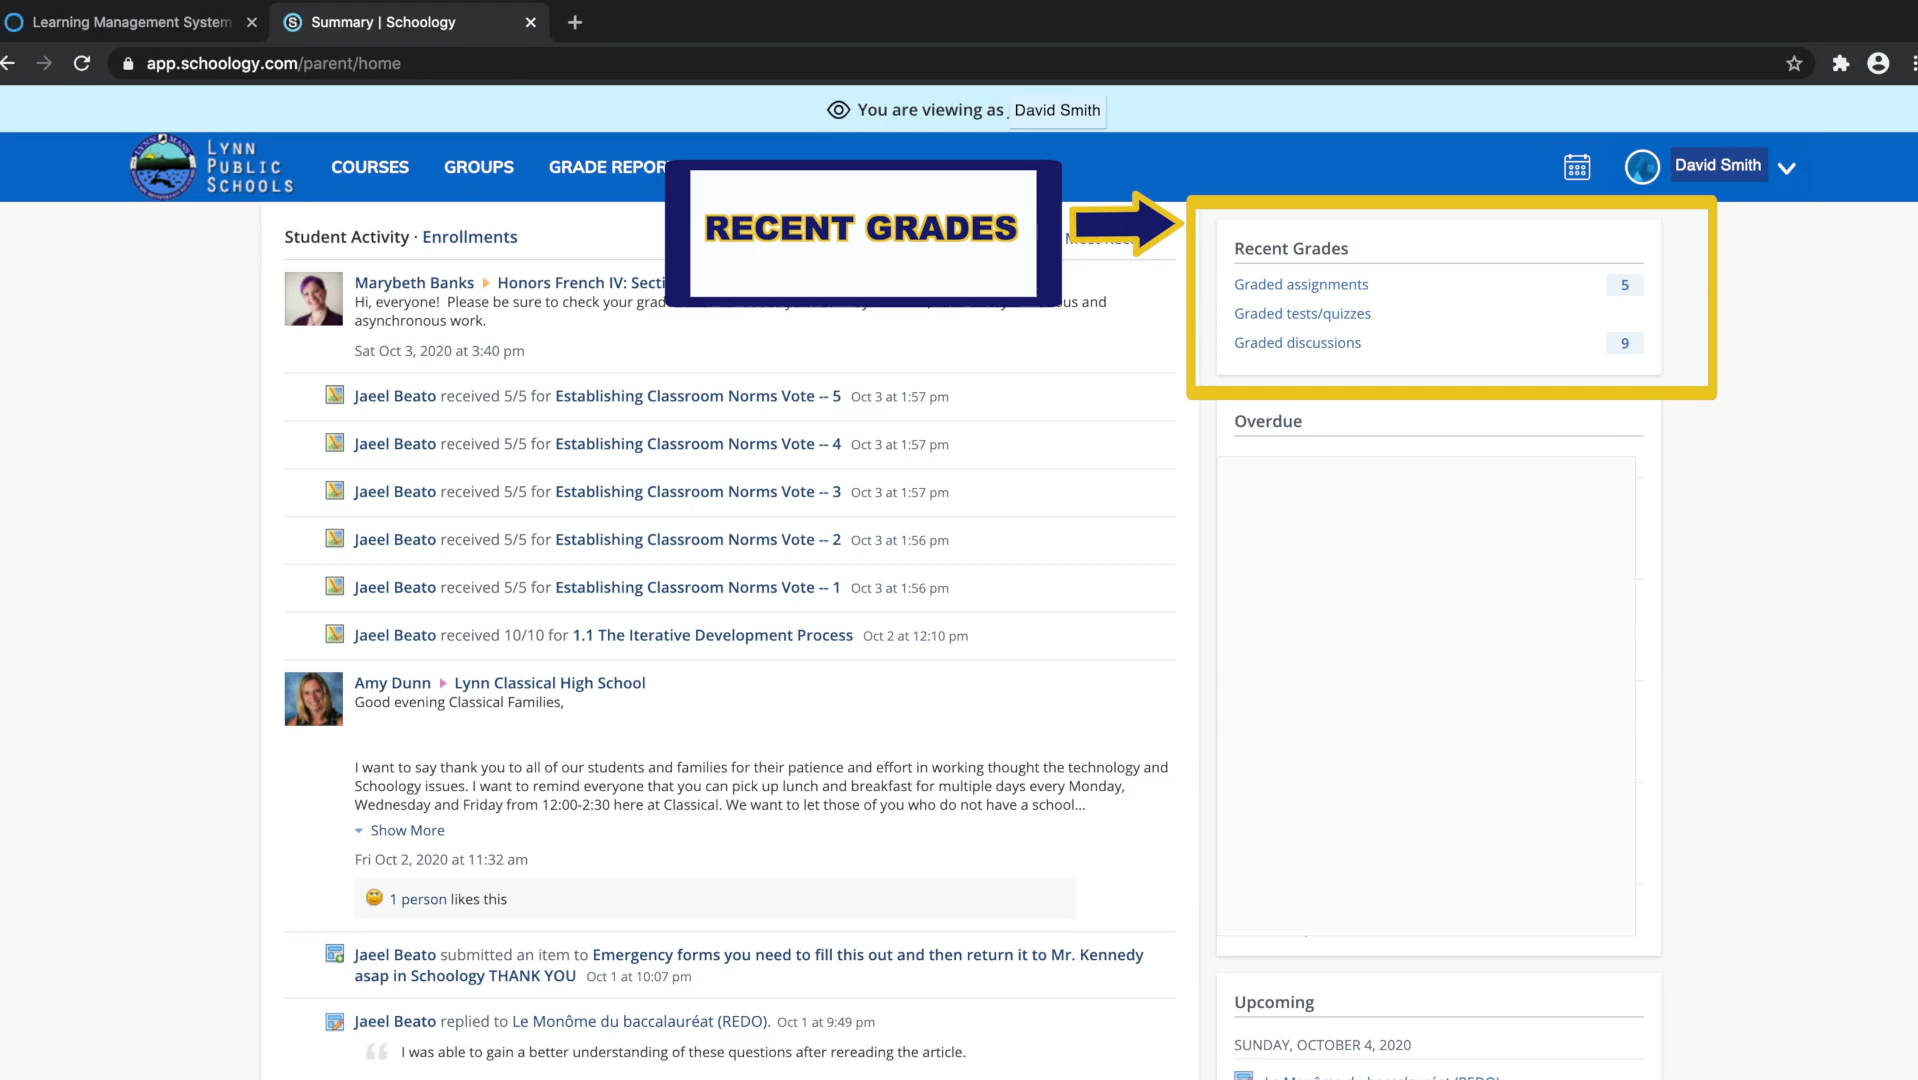 Learning Management System
Summary | Schoology
app.schoology.com/parent/home
You are viewing as David Smith
LYNN
PUBLIC
SCHOOLS
COURSES
GROUPS
GRADE REPOR
David Smith
RECENT GRADES
Student Activity · Enrollments
Marybeth Banks Honors French IV: Secti
Hi, everyone! Please be sure to check your grad
us and
asynchronous work.
Sat Oct 3, 2020 at 3:40 pm
Jaeel Beato received 5/5 for Establishing Classroom Norms Vote -- 5 Oct 3 at 1:57 pm
Jaeel Beato received 5/5 for Establishing Classroom Norms Vote -- 4 Oct 3 at 1:57 pm
Jaeel Beato received 5/5 for Establishing Classroom Norms Vote -- 3 Oct 3 at 1:57 pm
Jaeel Beato received 5/5 for Establishing Classroom Norms Vote -- 2 Oct 3 at 1:56 pm
Jaeel Beato received 5/5 for Establishing Classroom Norms Vote -- 1 Oct 3 at 1:56 pm
Jaeel Beato received 10/10 for 1.1 The Iterative Development Process Oct 2 at 12:10 pm
Amy Dunn Lynn Classical High School
Good evening Classical Families,
I want to say thank you to all of our students and families for their patience and effort in working thought the technology and
Schoology issues. I want to remind everyone that you can pick up lunch and breakfast for multiple days every Monday,
Wednesday and Friday from 12:00-2:30 here at Classical. We want to let those of you who do not have a school...
Show More
Fri Oct 2, 2020 at 11:32 am
1 person likes this
Jaeel Beato submitted an item to Emergency forms you need to fill this out and then return it to Mr. Kennedy
asap in Schoology THANK YOU Oct 1 at 10:07 pm
Jaeel Beato replied to Le Monôme du baccalauréat (REDO). Oct 1 at 9:49 pm
I was able to gain a better understanding of these questions after rereading the article.
Recent Grades
Graded assignments 5
Graded tests/quizzes
Graded discussions 9
Overdue
Upcoming
SUNDAY, OCTOBER 4, 2020
Le Monôme du baccalauréat (REDO)